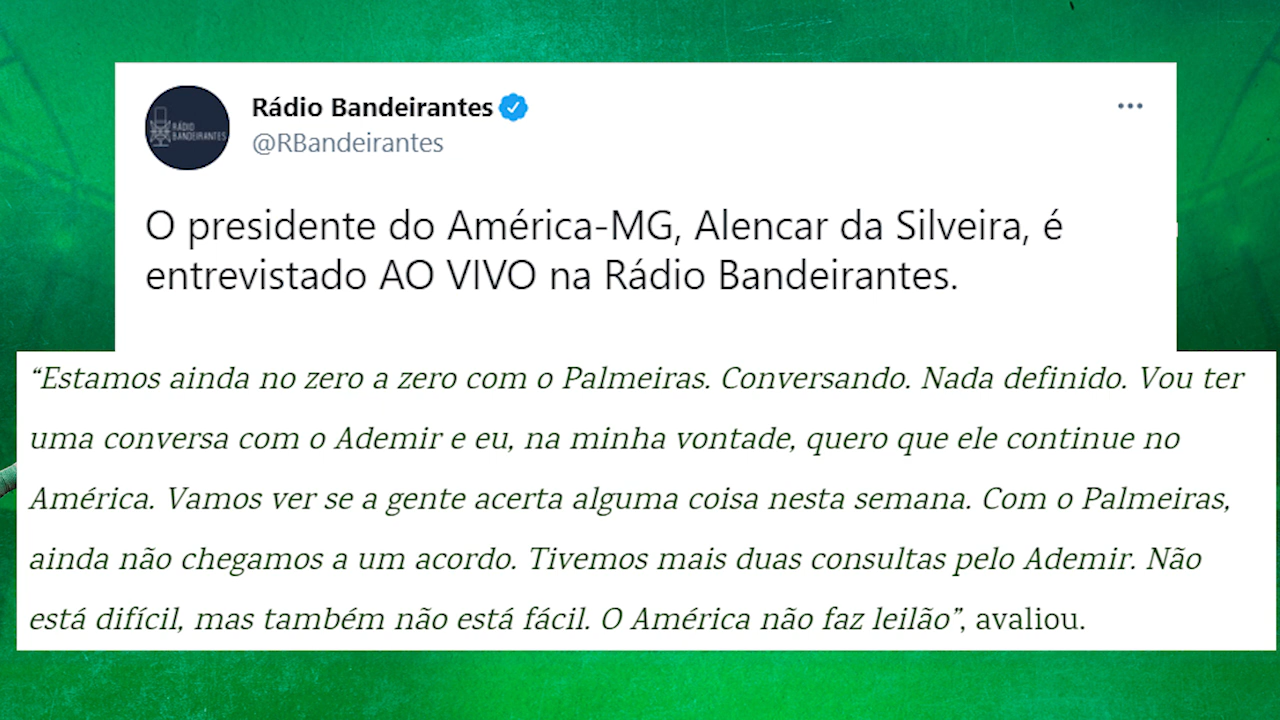 RÁDIO
BANDEIRANTES
Rádio Bandeirantes
@RBandeirantes
O presidente do América-MG, Alencar da Silveira, é
entrevistado AO VIVO na Rádio Bandeirantes.
“Estamos ainda no zero a zero com o Palmeiras. Conversando. Nada definido. Vou ter
uma conversa com o Ademir e eu, na minha vontade, quero que ele continue no
América. Vamos ver se a gente acerta alguma coisa nesta semana. Com o Palmeiras,
ainda não chegamos a um acordo. Tivemos mais duas consultas pelo Ademir. Não
está difícil, mas também não está fácil. O América não faz leilão”, avaliou.